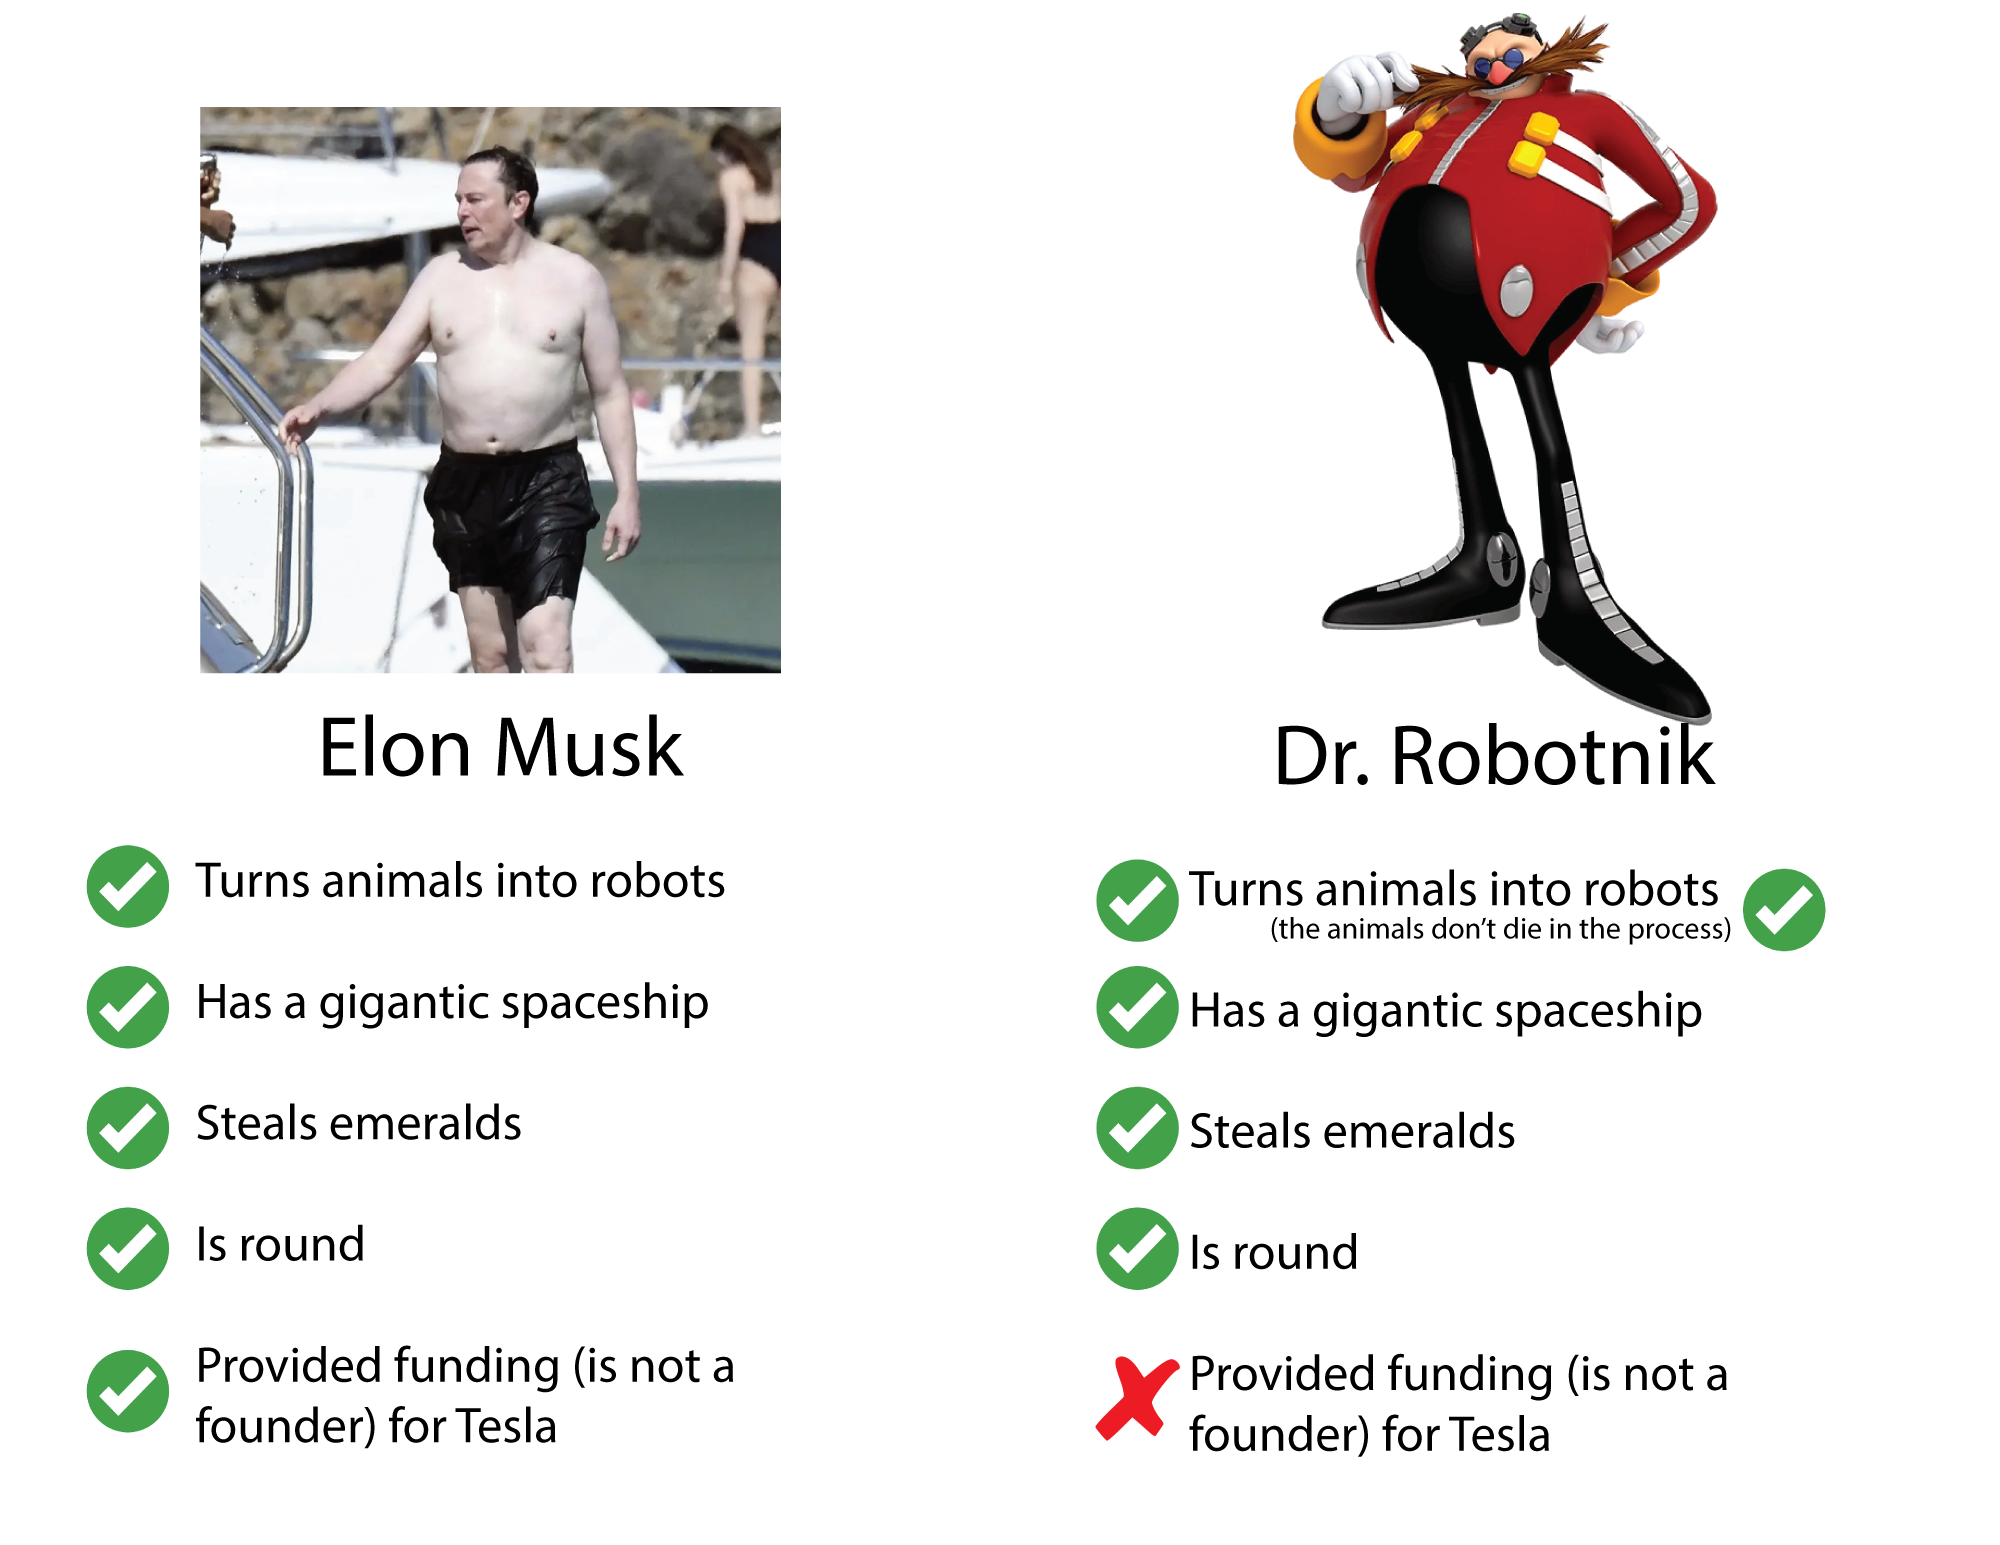 Elon Musk
Turns animals into robots
Has a gigantic spaceship
Steals emeralds
Is round
Provided funding (is not a
founder) for Tesla
Dr. Robotnik
Turns animals into robots
(the animals don't die in the process)
Has a gigantic spaceship
Steals emeralds
Is round
Provided funding (is not a
founder) for Tesla